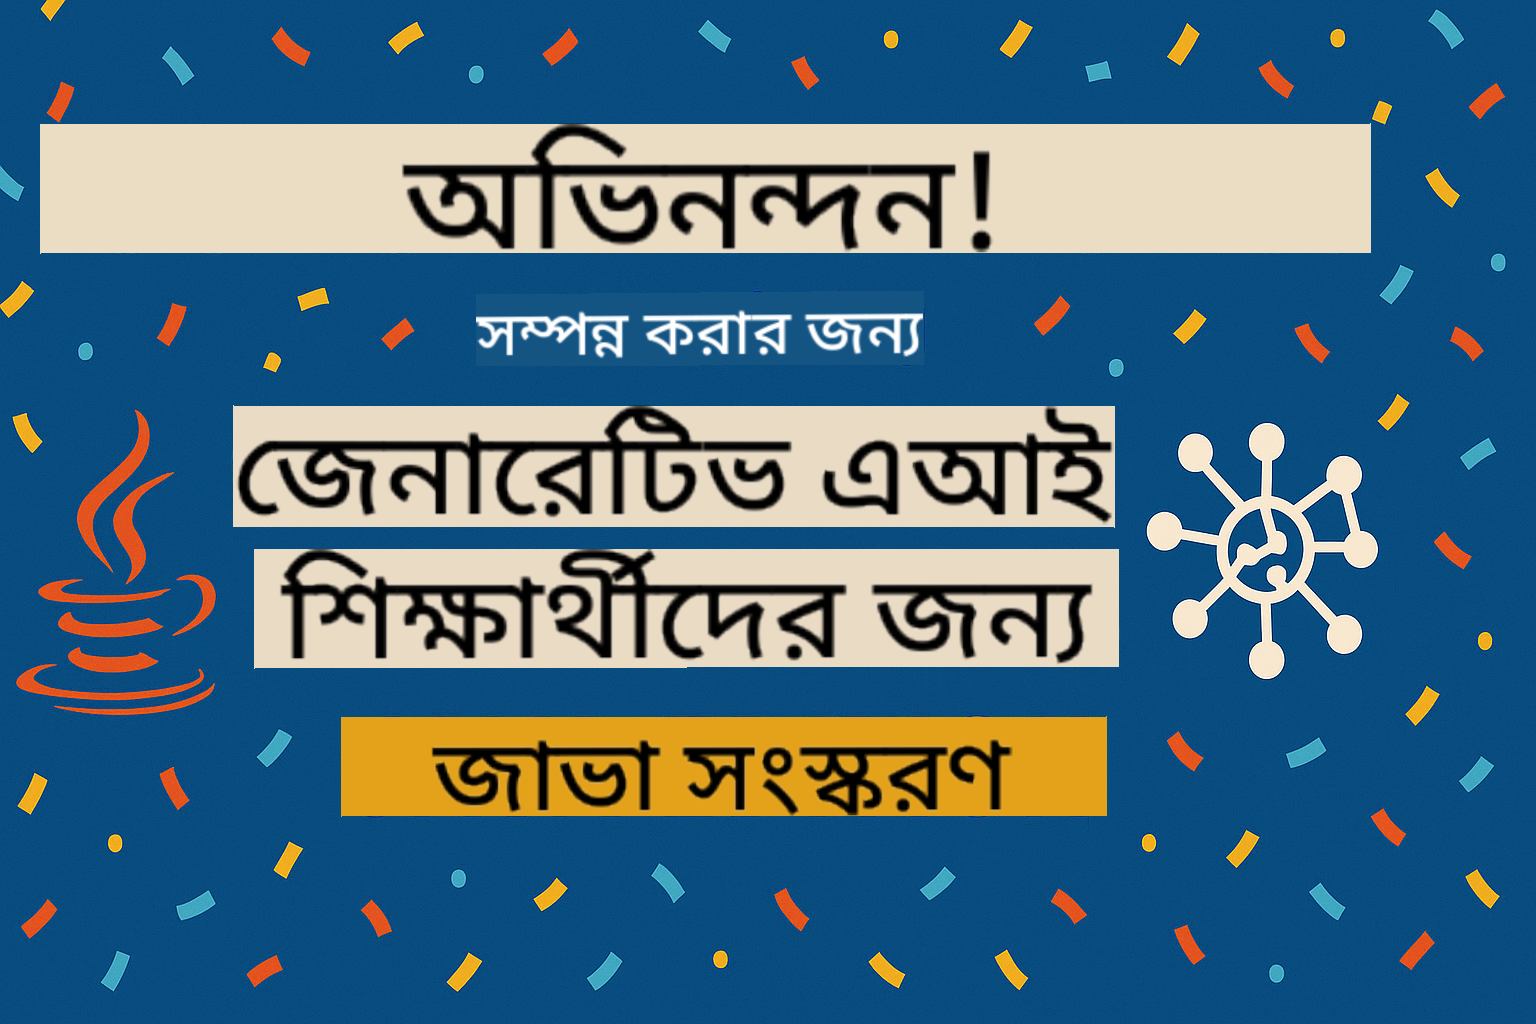 অভিনন্দন!
সম্পন্ন করার জন্য
জেনারেটিভ এআই
শিক্ষার্থীদের জন্য
জাভা সংস্করণ